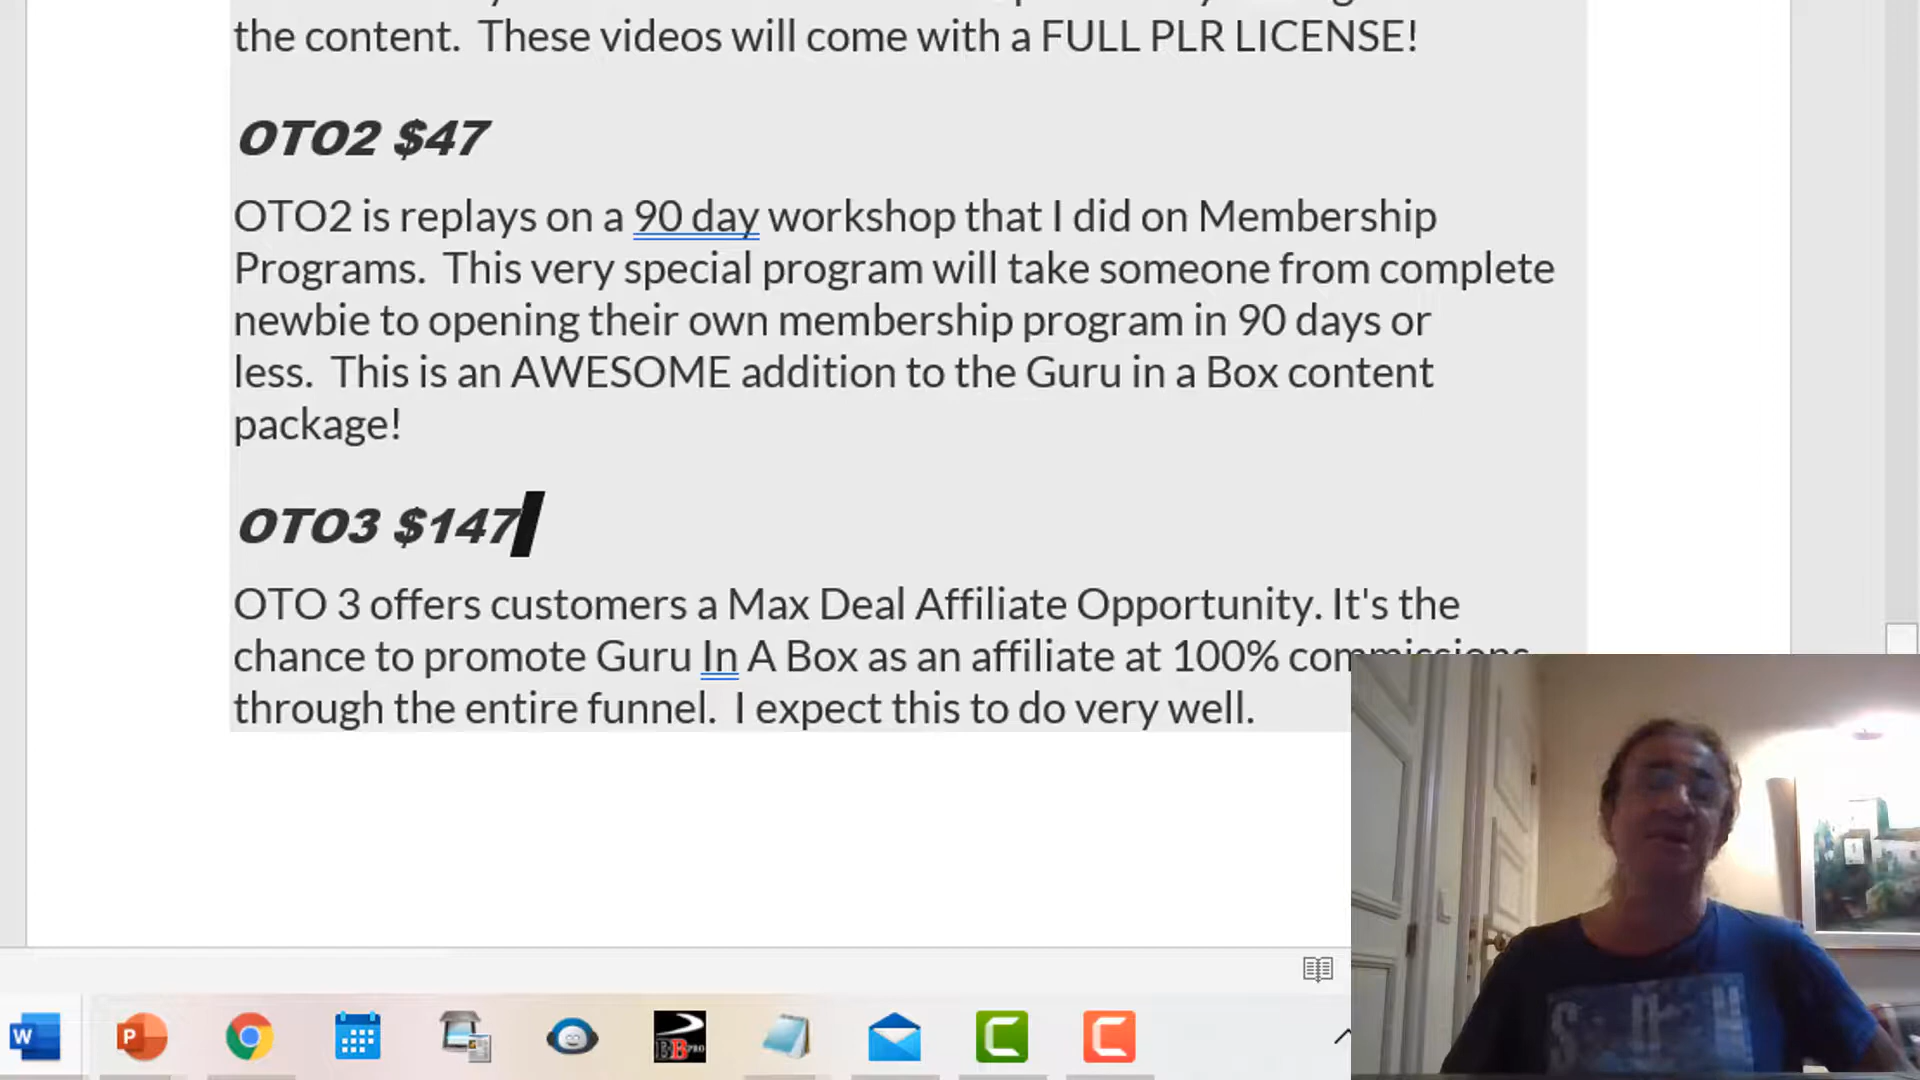 the content.  These videos will come with a FULL PLR LICENSE!
OTO2 $47
OTO2 is replays on a 90 day workshop that I did on Membership
Programs.  This very special program will take someone from complete
newbie to opening their own membership program in 90 days or
less.  This is an AWESOME addition to the Guru in a Box content
package!
OTO3 $147
OTO 3 offers customers a Max Deal Affiliate Opportunity. It's the
chance to promote Guru In A Box as an affiliate at 100% commissions
through the entire funnel.  I expect this to do very well.
W
P
BB PRO
C
C